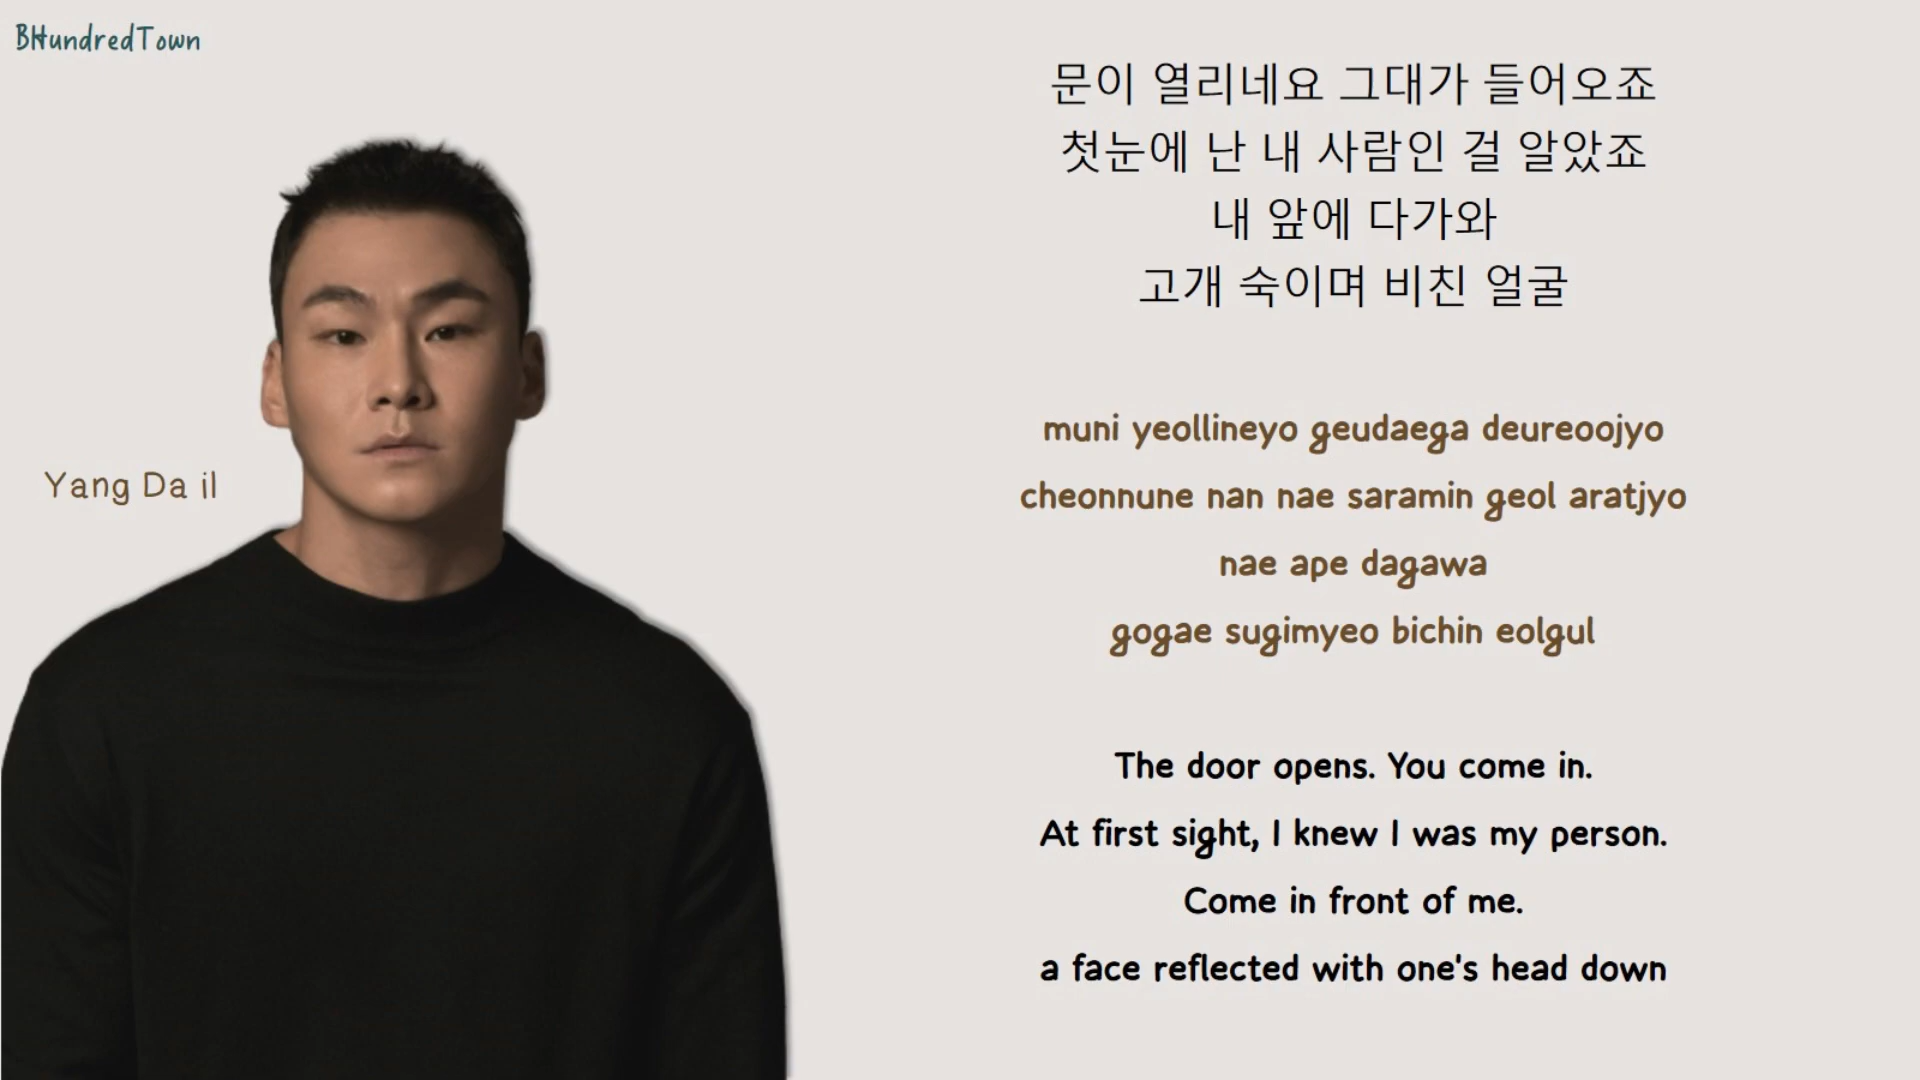 BHundredTown
문이 열리네요 그대가 들어오죠
첫눈에 난 내 사람인 걸 알았죠
내 앞에 다가와
고개 숙이며 비친 얼굴
muni yeollineyo geudaega deureoojyo
cheonnune nan nae saramin geol aratjyo
nae ape dagawa
gogae sugimyeo bichin eolgul
Yang Da il
The door opens. You come in.
At first sight, I knew I was my person.
Come in front of me.
a face reflected with one's head down